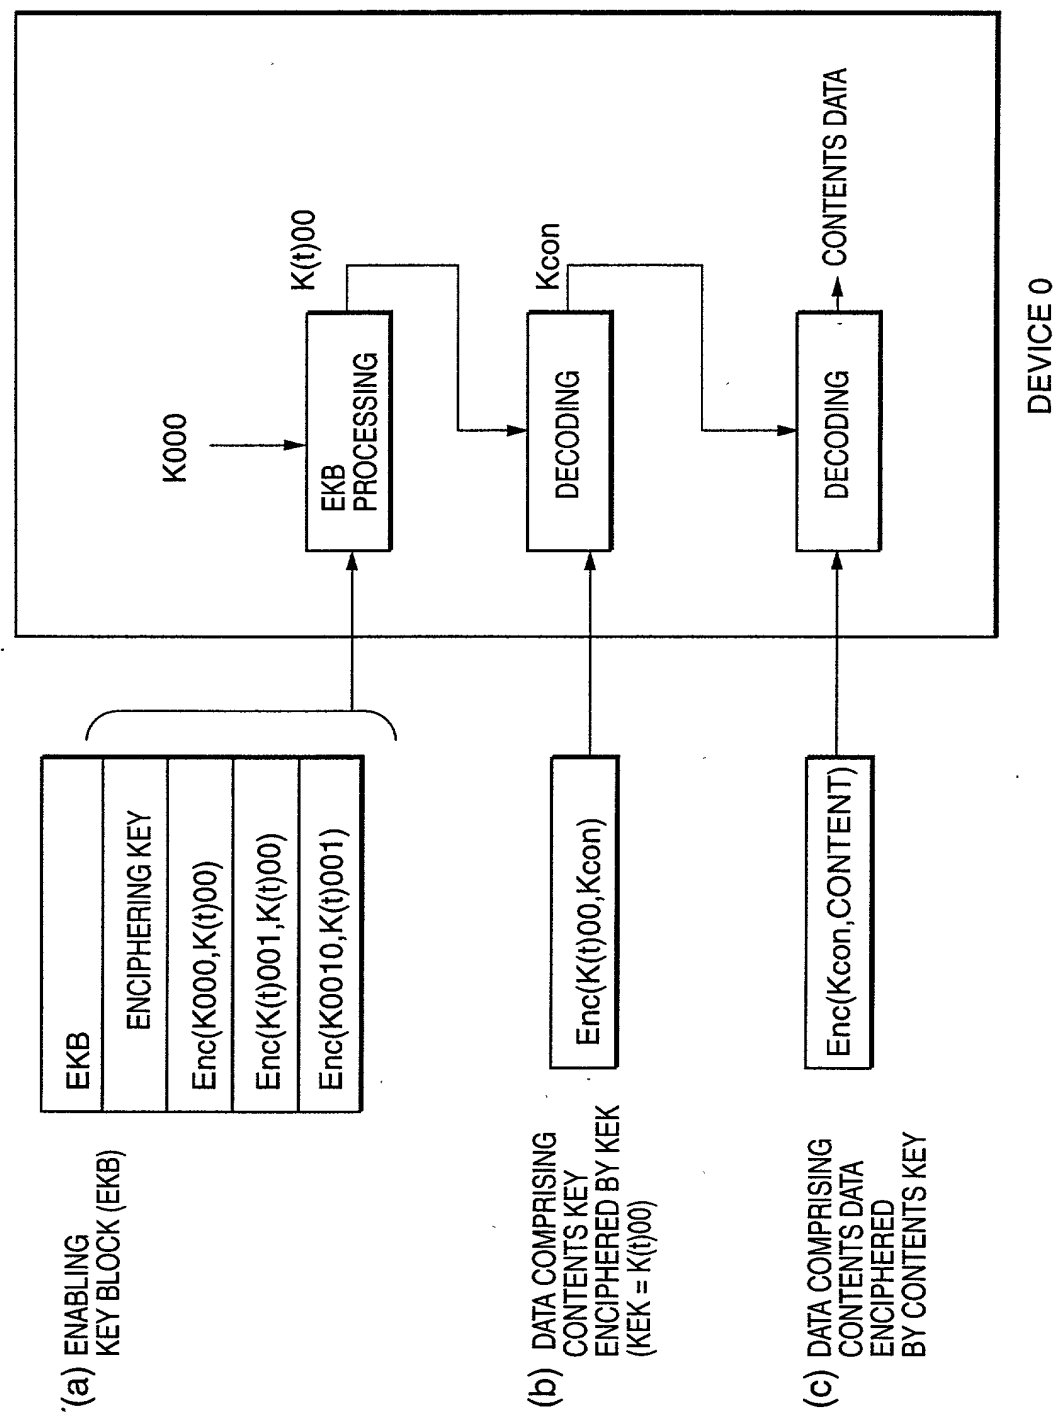 (a) ENABLING
KEY BLOCK (EKB)
EKB
ENCIPHERING KEY
Enc(K000,K(t)00)
Enc(K(t)001,K(t)00)
Enc(K0010,K(t)001)
K000
EKB
PROCESSING
K(t)00
(b) DATA COMPRISING
CONTENTS KEY
ENCIPHERED BY KEK
(KEK = K(t)00)
Enc(K(t)00,Kcon)
DECODING
Kcon
(c) DATA COMPRISING
CONTENTS DATA
ENCIPHERED
BY CONTENTS KEY
Enc(Kcon,CONTENT)
DECODING
CONTENTS DATA
DEVICE 0